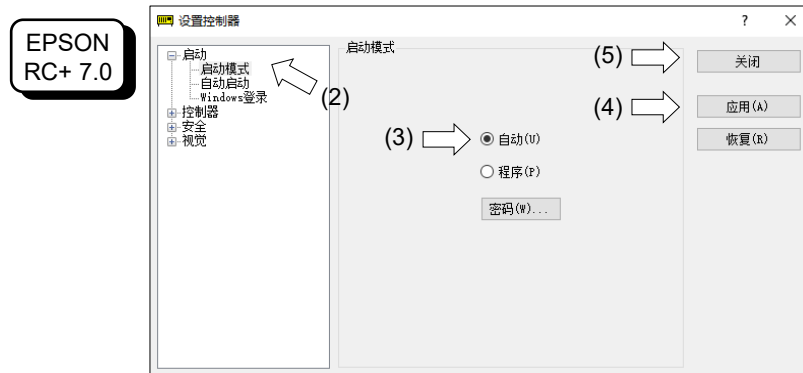 EPSON
RC+ 7.0
设置控制器
?
启动
启动模式
自动启动
Windows登录
控制器
安全
视觉
(2)
启动模式
(3)
自动(U)
程序(P)
密码(W)...
(5)
关闭
(4)
应用(A)
恢复(R)